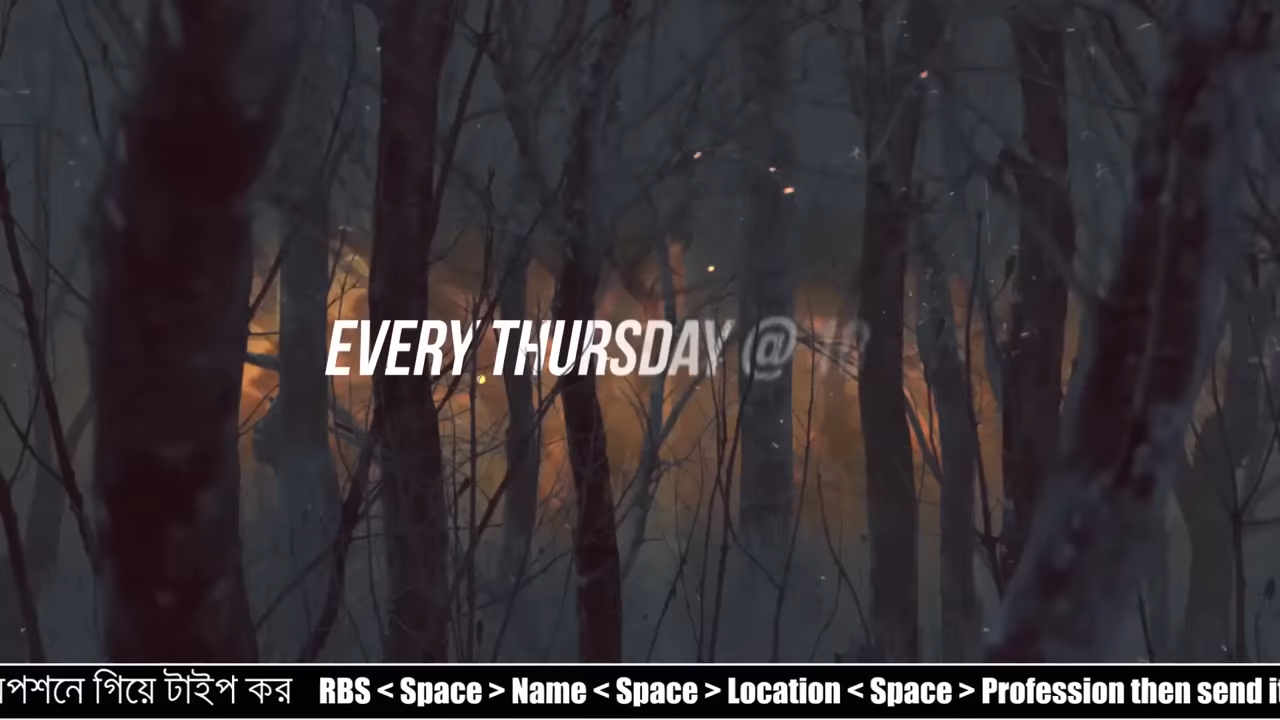 EVERY THURSDAY @
পশনে গিয়ে টাইপ কর RBS < Space > Name < Space > Location < Space > Profession then send